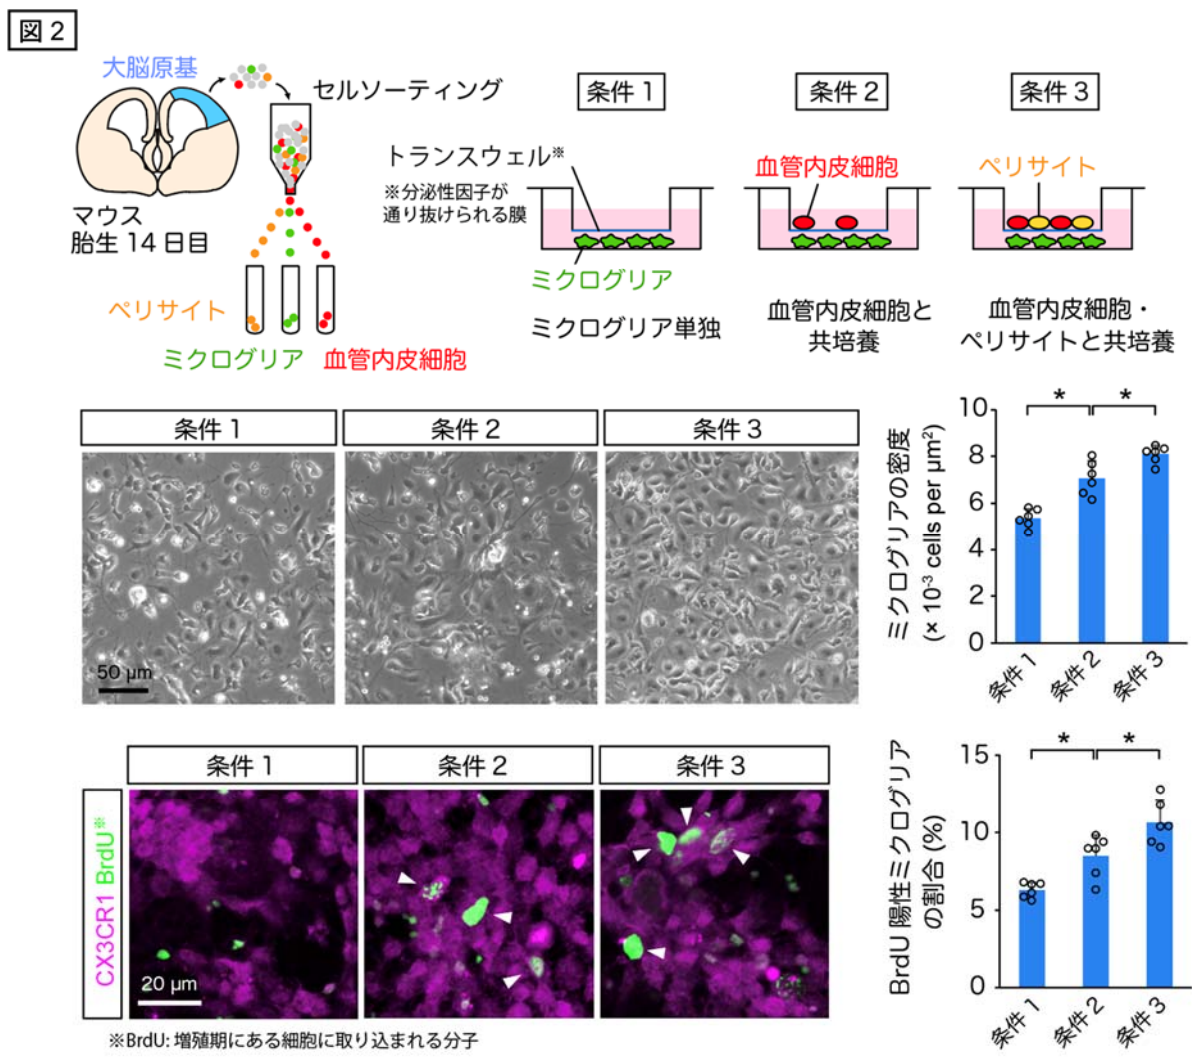 図2
大脳原基
セルソーティング
マウス
胎生14日目
ペリサイト
ミクログリア
血管内皮細胞
条件1
条件2
条件3
トランスウェル※
※分泌性因子が
通り抜けられる膜
血管内皮細胞
ペリサイト
ミクログリア
ミクログリア単独
血管内皮細胞と
共培養
血管内皮細胞・
ペリサイトと共培養
条件1
条件2
条件3
50 μm
ミクログリアの密度
(× 10⁻³ cells per μm²)
10
8
6
4
2
0
*
*
条件1
条件2
条件3
条件1
条件2
条件3
CX3CR1 BrdU※
20 μm
※BrdU: 増殖期にある細胞に取り込まれる分子
BrdU 陽性ミクログリア
の割合 (%)
15
10
5
0
*
*
条件1
条件2
条件3